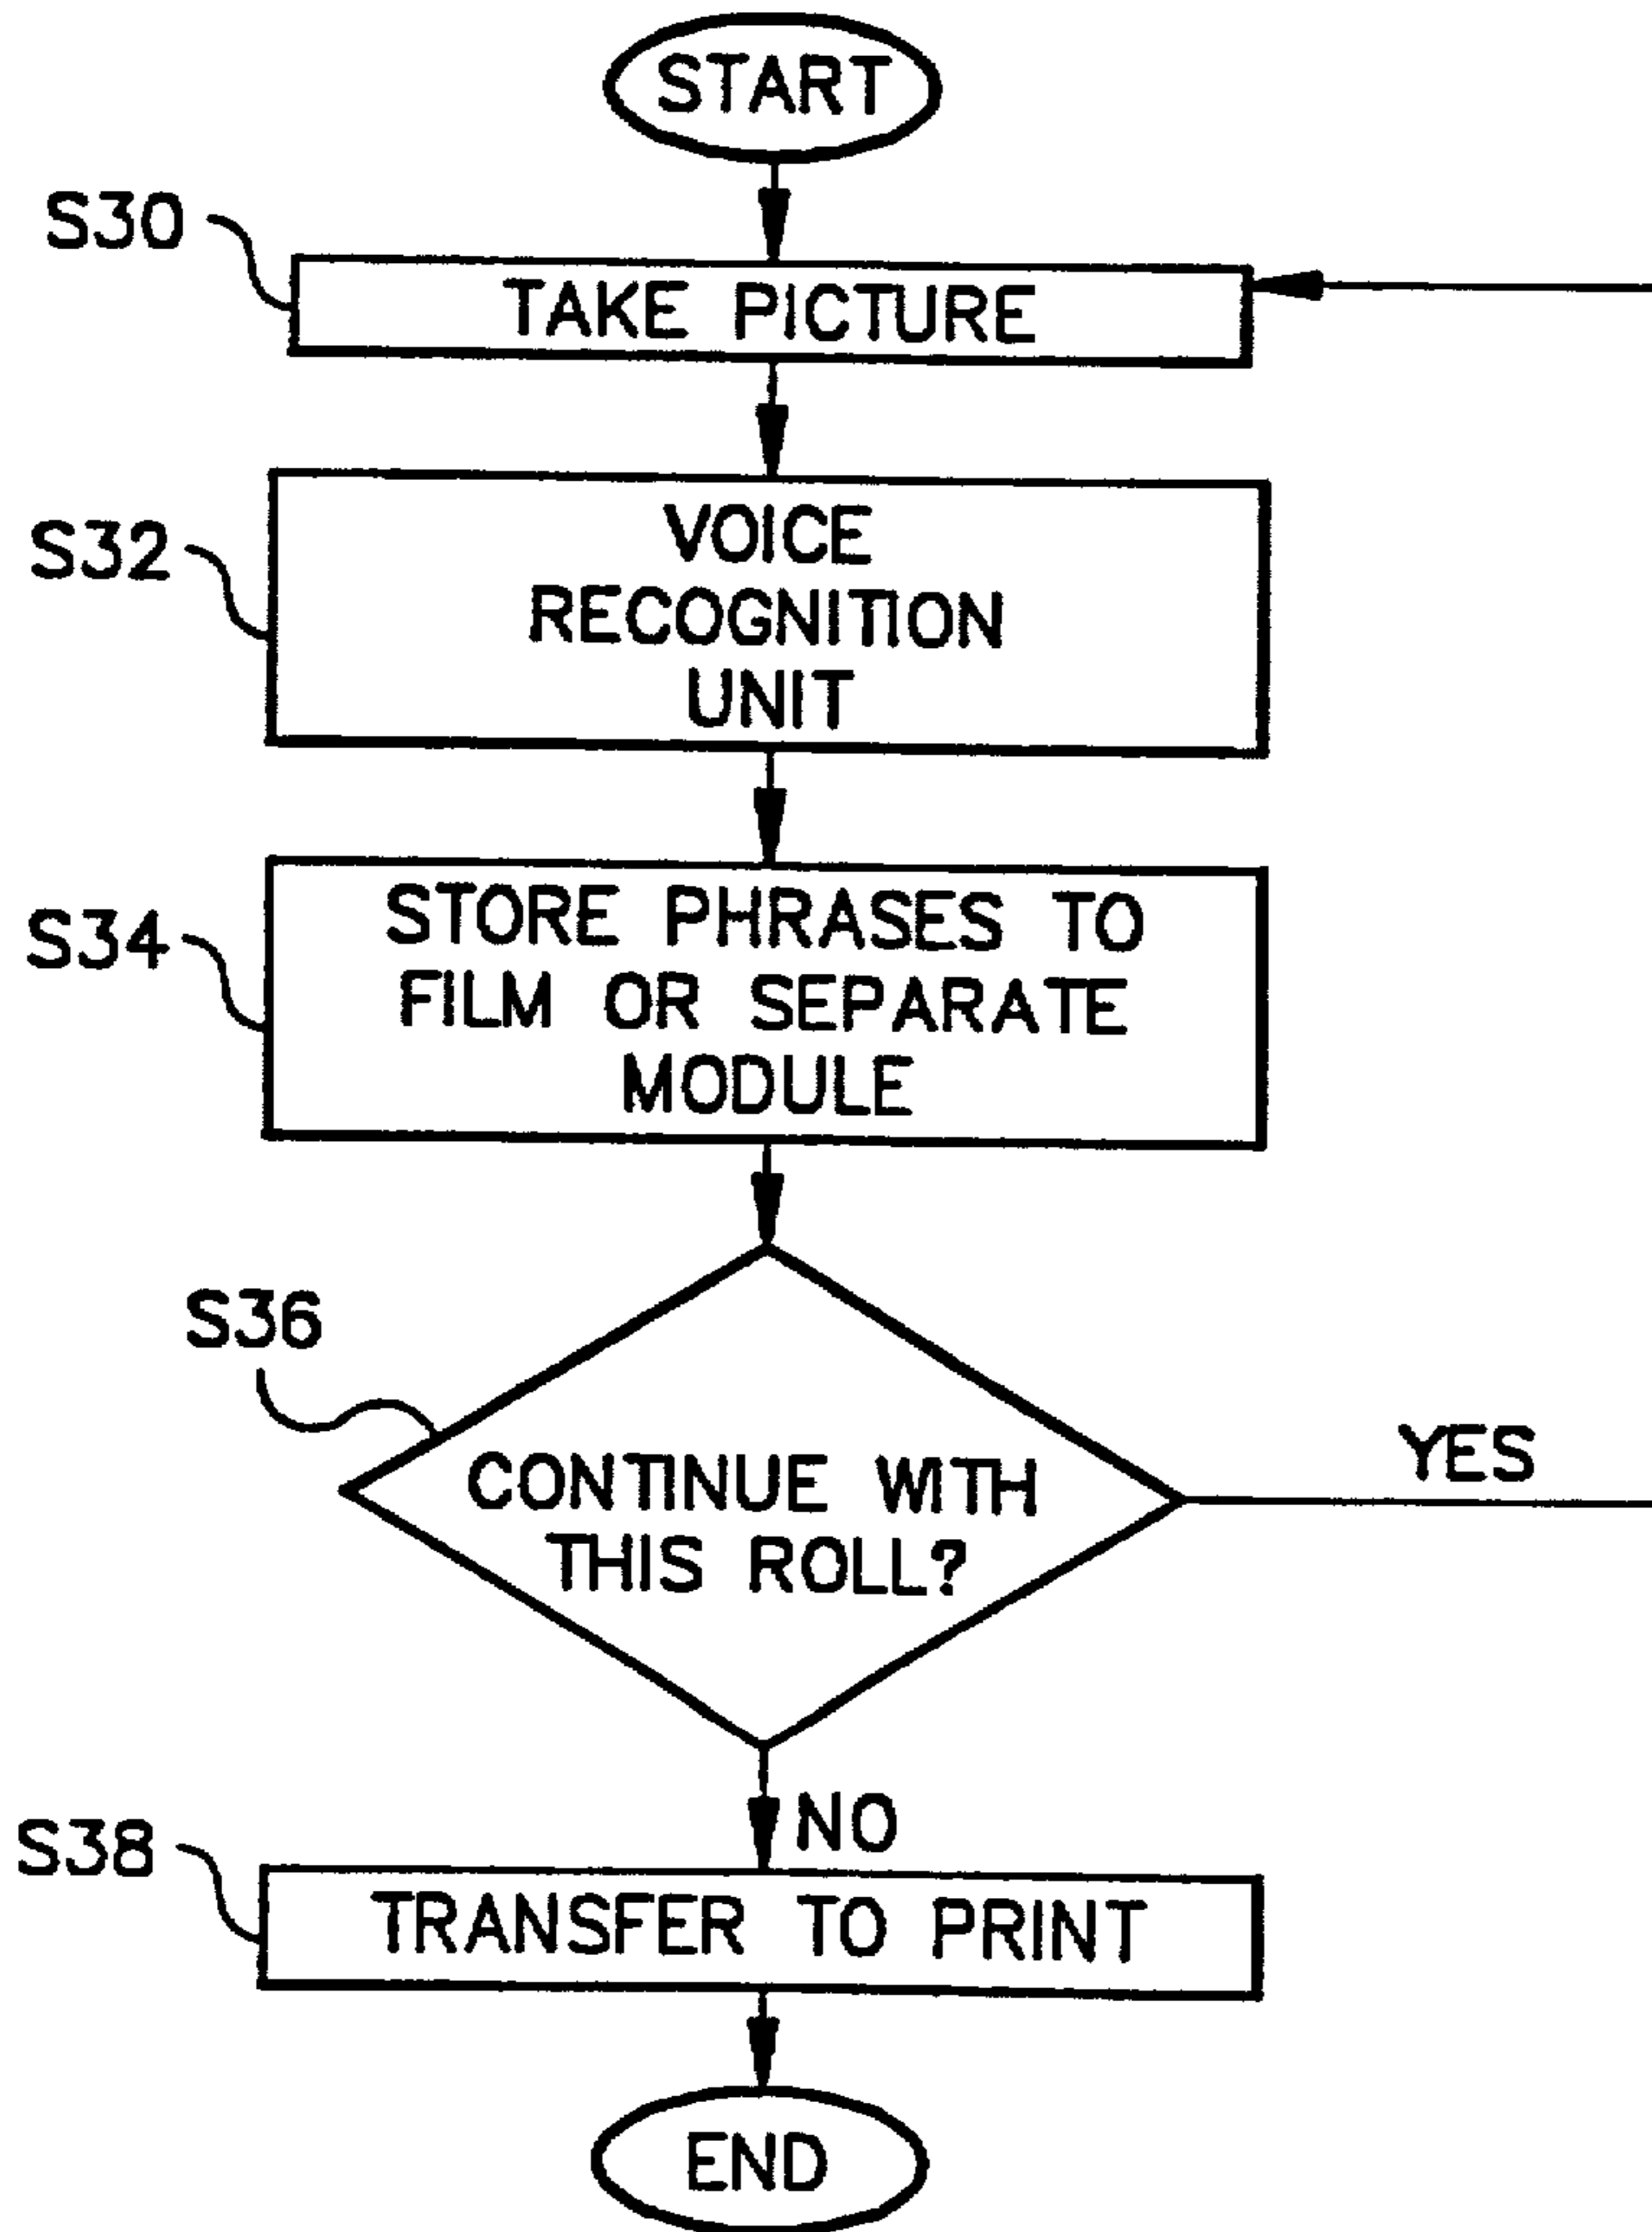 START
S30
TAKE PICTURE
S32
VOICE
RECOGNITION
UNIT
S34
STORE PHRASES TO
FILM OR SEPARATE
MODULE
S36
CONTINUE WITH
THIS ROLL?
YES
NO
S38
TRANSFER TO PRINT
END